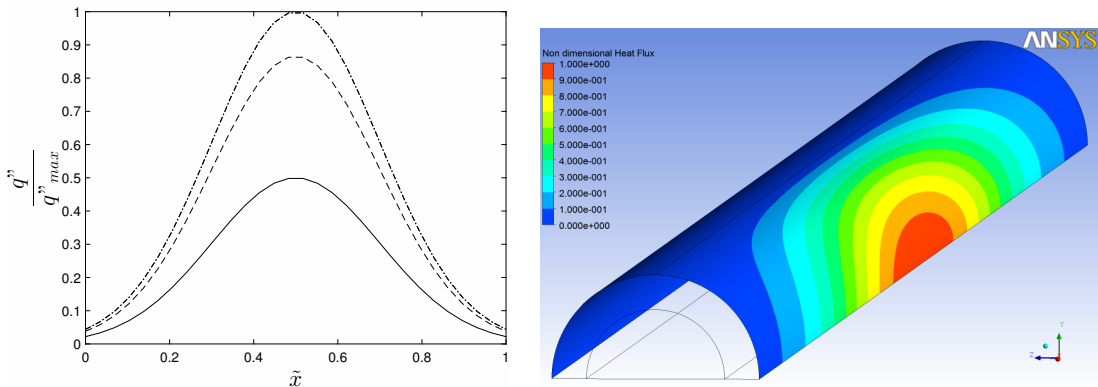 1
0.9
0.8
0.7
0.6
0.5
0.4
0.3
0.2
0.1
0
0 0.2 0.4 0.6 0.8 1
q"
q"max
x̃
ANSYS
Non dimensional Heat Flux
1.000e+000
9.000e-001
8.000e-001
7.000e-001
6.000e-001
5.000e-001
4.000e-001
3.000e-001
2.000e-001
1.000e-001
0.000e+000
Y
Z
X